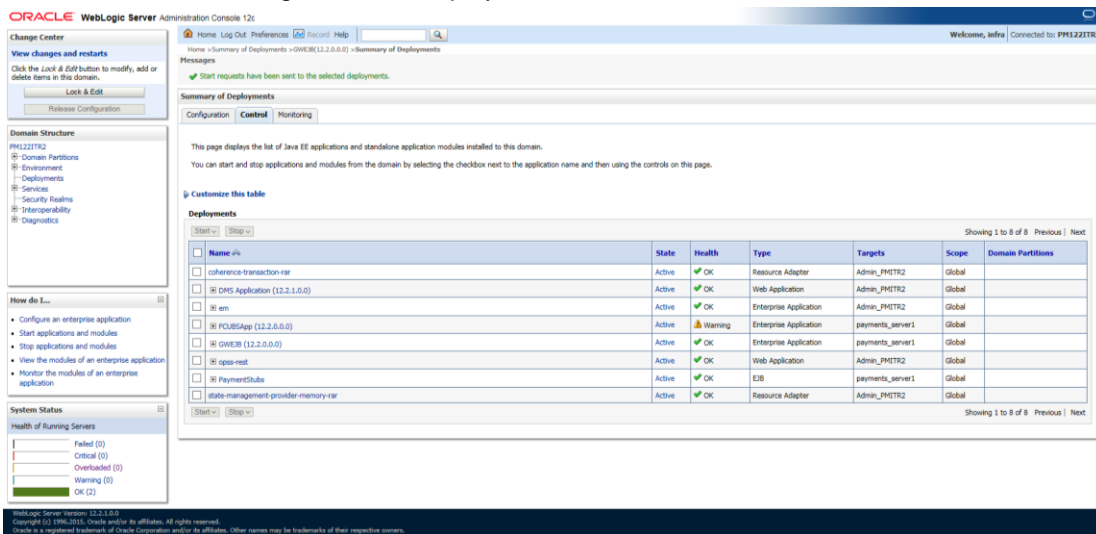 ORACLE WebLogic Server Administration Console 12c
Change Center
View changes and restarts
Click the Lock & Edit button to modify, add or
delete items in this domain.
Lock & Edit
Release Configuration
Domain Structure
PM122ITR2
Domain Partitions
Environment
Deployments
Services
Security Realms
Interoperability
Diagnostics
How do I...
Configure an enterprise application
Start applications and modules
Stop applications and modules
View the modules of an enterprise application
Monitor the modules of an enterprise
application
System Status
Health of Running Servers
Failed (0)
Critical (0)
Overloaded (0)
Warning (0)
OK (2)
Home Log Out Preferences Record Help
Welcome, infra Connected to: PM122ITR
Home >Summary of Deployments >GWEJB(12.2.0.0.0) >Summary of Deployments
Messages
Start requests have been sent to the selected deployments.
Summary of Deployments
Configuration Control Monitoring
This page displays the list of Java EE applications and standalone application modules installed to this domain.
You can start and stop applications and modules from the domain by selecting the checkbox next to the application name and then using the controls on this page.
Customize this table
Deployments
Start Stop Showing 1 to 8 of 8 Previous | Next
Name State Health Type Targets Scope Domain Partitions
coherence-transaction-rar Active OK Resource Adapter Admin_PMITR2 Global
DMS Application (12.2.1.0.0) Active OK Web Application Admin_PMITR2 Global
em Active OK Enterprise Application Admin_PMITR2 Global
FCUBSApp (12.2.0.0.0) Active Warning Enterprise Application payments_server1 Global
GWEJB (12.2.0.0.0) Active OK Enterprise Application payments_server1 Global
opss-rest Active OK Web Application Admin_PMITR2 Global
PaymentStubs Active OK EJB payments_server1 Global
state-management-provider-memory-rar Active OK Resource Adapter Admin_PMITR2 Global
Start Stop Showing 1 to 8 of 8 Previous | Next
WebLogic Server Version: 12.2.1.0.0
Copyright (c) 1996,2015, Oracle and/or its affiliates. All rights reserved.
Oracle is a registered trademark of Oracle Corporation and/or its affiliates. Other names may be trademarks of their respective owners.